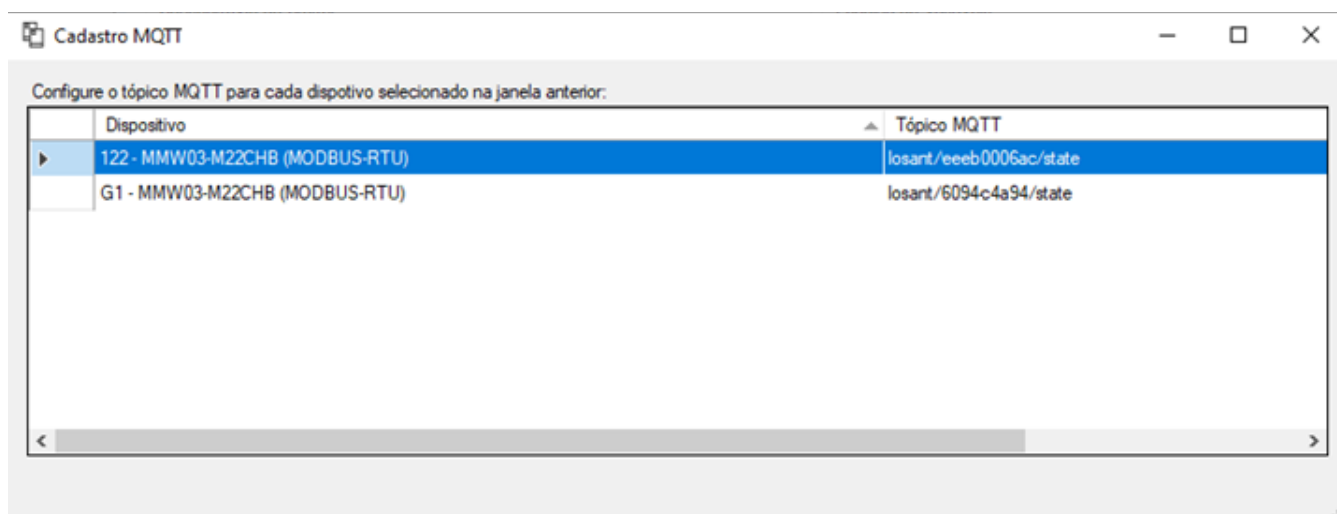 Cadastro MQTT
Configure o tópico MQTT para cada dispotivo selecionado na janela anterior:
Dispositivo Tópico MQTT
122 - MMW03-M22CHB (MODBUS-RTU) losant/eeeb0006ac/state
G1 - MMW03-M22CHB (MODBUS-RTU) losant/6094c4a94/state